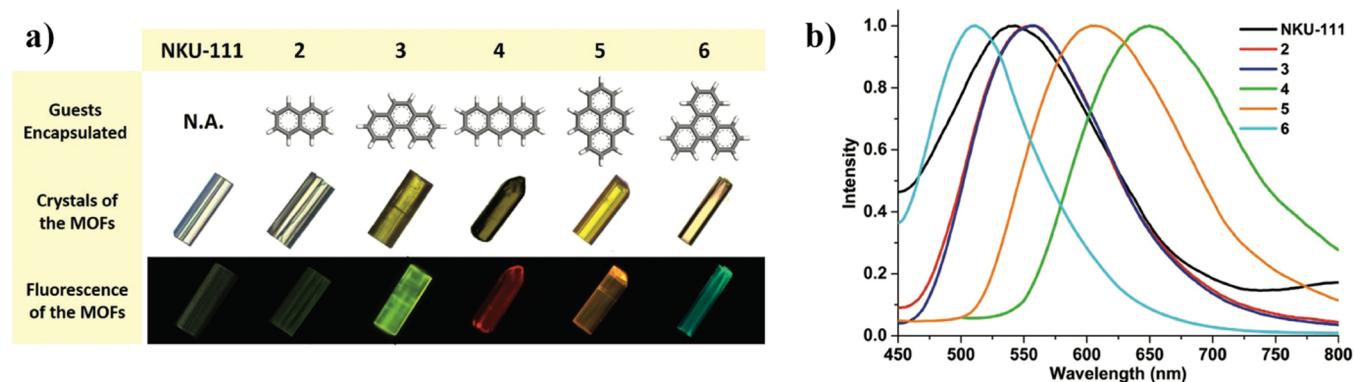 a)
NKU-111 2 3 4 5 6
Guests
Encapsulated
N.A.
Crystals of
the MOFs
Fluorescence
of the MOFs
b)
1.0
0.8
0.6
0.4
0.2
0.0
Intensity
450 500 550 600 650 700 750 800
Wavelength (nm)
NKU-111
2
3
4
5
6